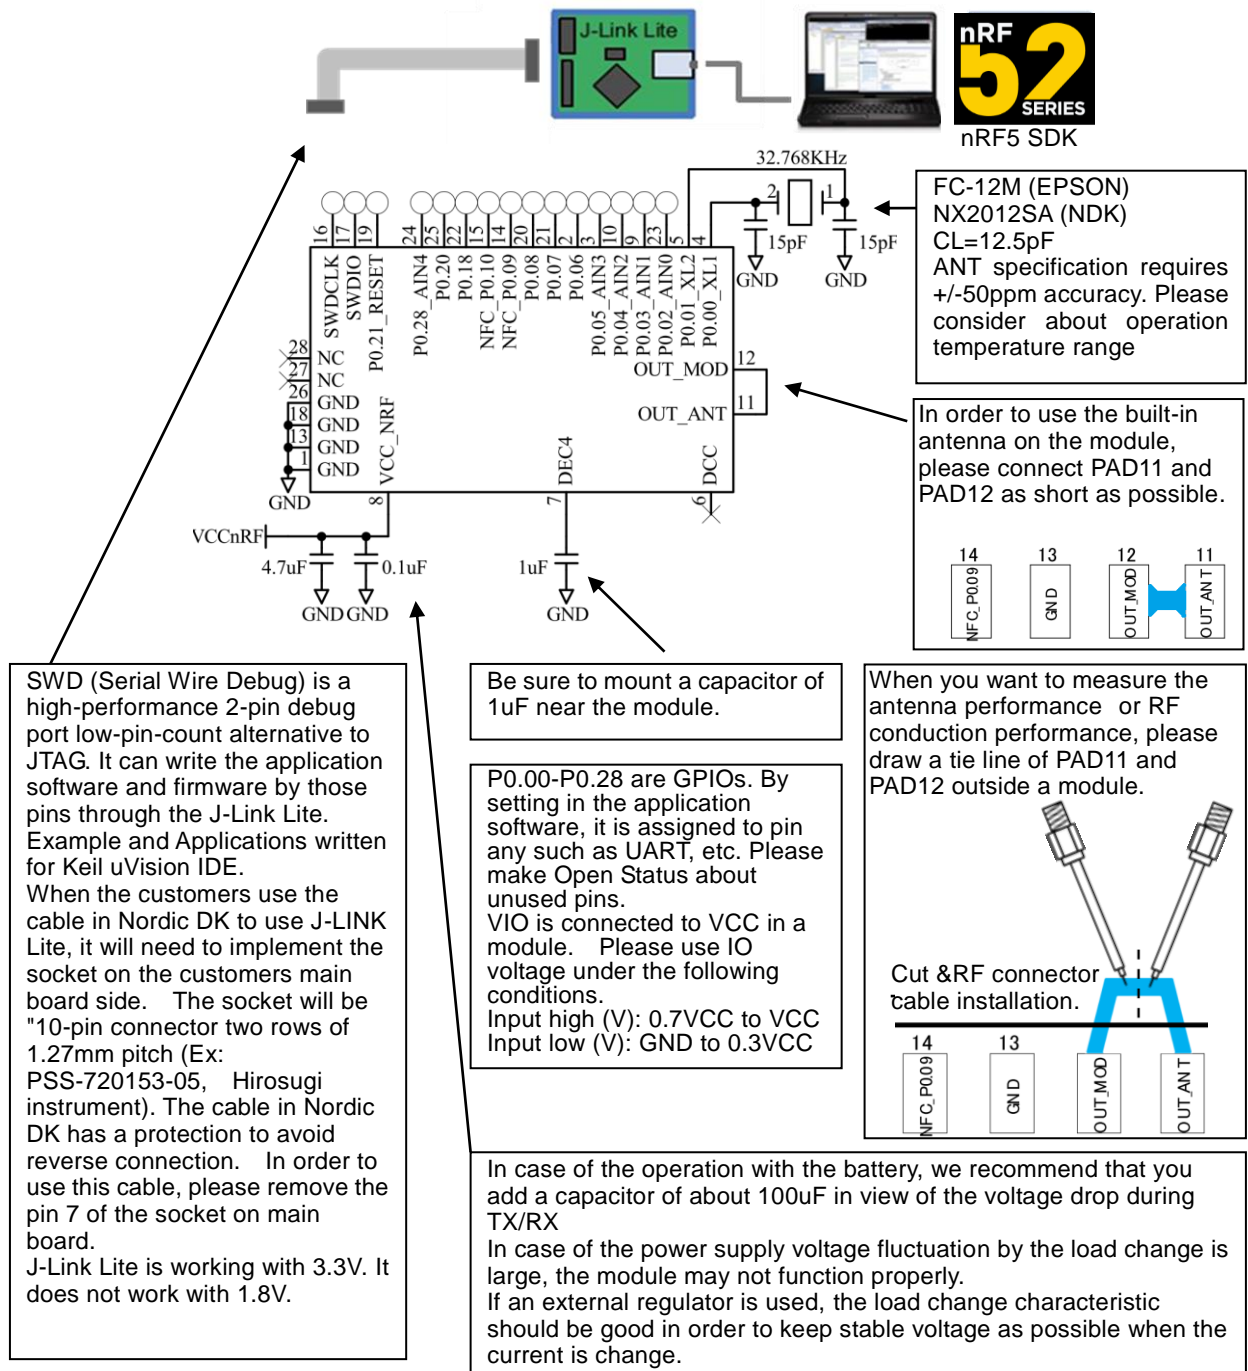 J-Link Lite
nRF
52
SERIES
nRF5 SDK
32.768KHz
2
1
15pF
15pF
GND
GND
FC-12M (EPSON)
NX2012SA (NDK)
CL=12.5pF
ANT specification requires
+/-50ppm accuracy. Please
consider about operation
temperature range
16
17
19
24
25
22
15
14
20
21
2
3
10
9
23
5
4
SWDCLK
SWDIO
P0.21_RESET
P0.28_AIN4
P0.20
P0.18
NFC_P0.10
NFC_P0.09
P0.08
P0.07
P0.06
P0.05_AIN3
P0.04_AIN2
P0.03_AIN1
P0.02_AIN0
P0.01_XL2
P0.00_XL1
28 NC
27 NC
26 GND
18 GND
13 GND
1 GND
GND
OUT_MOD 12
OUT_ANT 11
VCC_NRF
DEC4
DCC
8
7
6
VCCnRF
4.7uF
0.1uF
1uF
GND
GND
GND
In order to use the built-in
antenna on the module,
please connect PAD11 and
PAD12 as short as possible.
14
13
12
11
NFC_P0.09
GND
OUT_MOD
OUT_ANT
SWD (Serial Wire Debug) is a
high-performance 2-pin debug
port low-pin-count alternative to
JTAG. It can write the application
software and firmware by those
pins through the J-Link Lite.
Example and Applications written
for Keil uVision IDE.
When the customers use the
cable in Nordic DK to use J-LINK
Lite, it will need to implement the
socket on the customers main
board side. The socket will be
"10-pin connector two rows of
1.27mm pitch (Ex:
PSS-720153-05, Hirosugi
instrument). The cable in Nordic
DK has a protection to avoid
reverse connection. In order to
use this cable, please remove the
pin 7 of the socket on main
board.
J-Link Lite is working with 3.3V. It
does not work with 1.8V.
Be sure to mount a capacitor of
1uF near the module.
P0.00-P0.28 are GPIOs. By
setting in the application
software, it is assigned to pin
any such as UART, etc. Please
make Open Status about
unused pins.
VIO is connected to VCC in a
module. Please use IO
voltage under the following
conditions.
Input high (V): 0.7VCC to VCC
Input low (V): GND to 0.3VCC
When you want to measure the
antenna performance or RF
conduction performance, please
draw a tie line of PAD11 and
PAD12 outside a module.
Cut &RF connector
cable installation.
14
13
NFC_P0.09
GND
OUT_MOD
OUT_ANT
In case of the operation with the battery, we recommend that you
add a capacitor of about 100uF in view of the voltage drop during
TX/RX
In case of the power supply voltage fluctuation by the load change is
large, the module may not function properly.
If an external regulator is used, the load change characteristic
should be good in order to keep stable voltage as possible when the
current is change.